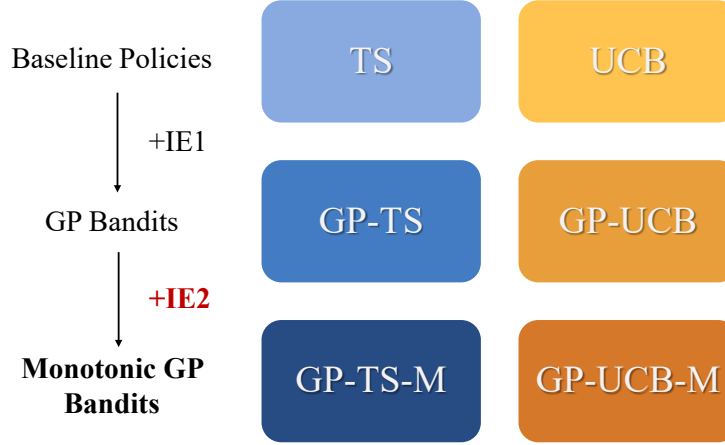 Baseline Policies
TS
UCB
+IE1
GP Bandits
GP-TS
GP-UCB
+IE2
Monotonic GP
Bandits
GP-TS-M
GP-UCB-M